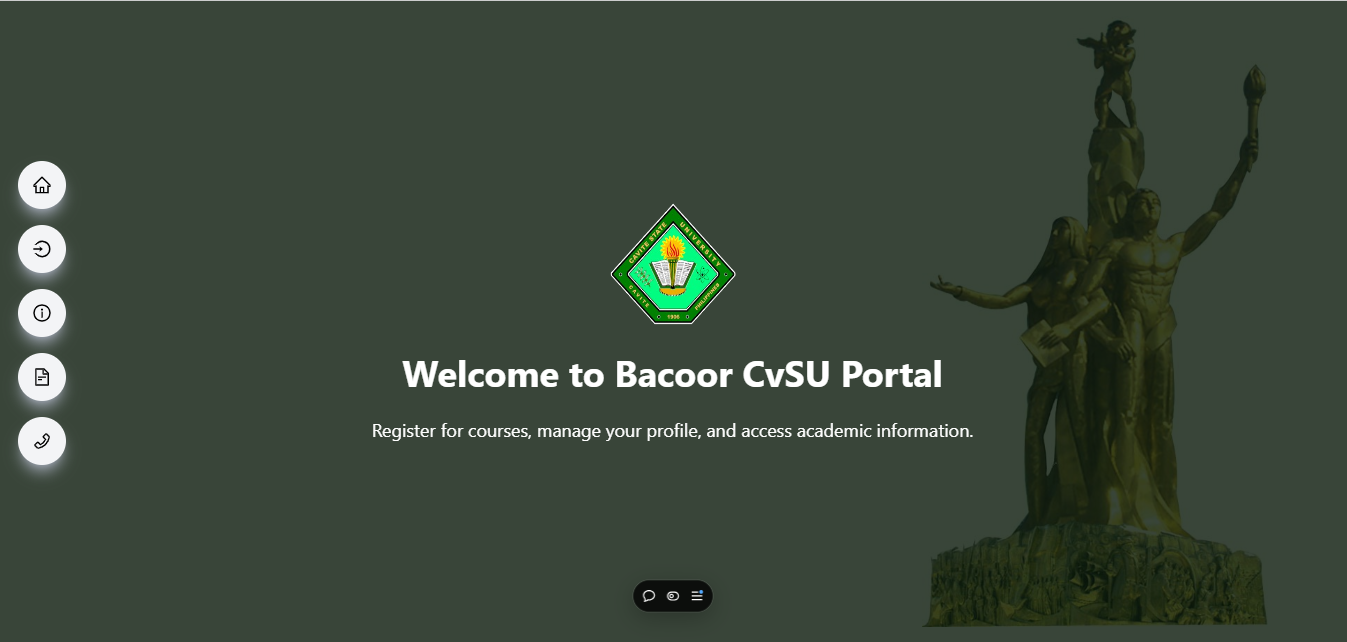 CAVITE STATE UNIVERSITY
CAVITE PHILIPPINES
1906
Welcome to Bacoor CvSU Portal
Register for courses, manage your profile, and access academic information.